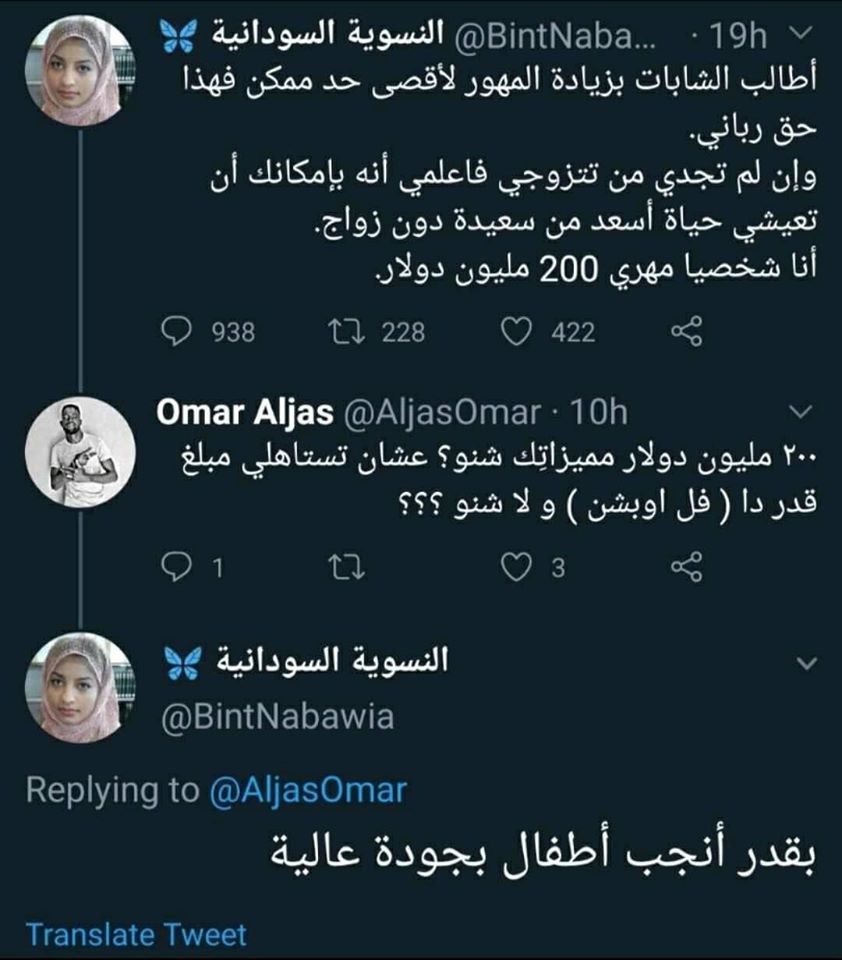 النسوية السودانية 🦋 @BintNaba... · 19h
أطالب الشابات بزيادة المهور لأقصى حد ممكن فهذا
حق رباني.
وإن لم تجدي من تتزوجي فاعلمي أنه بإمكانك أن
تعيشي حياة أسعد من سعيدة دون زواج.
أنا شخصيا مهري 200 مليون دولار.
938 228 422
Omar Aljas @AljasOmar · 10h
٢٠٠ مليون دولار مميزاتِك شنو؟ عشان تستاهلي مبلغ
قدر دا ( فل اوبشن ) و لا شنو ؟؟؟
1 3
النسوية السودانية 🦋
@BintNabawia
Replying to @AljasOmar
بقدر أنجب أطفال بجودة عالية
Translate Tweet